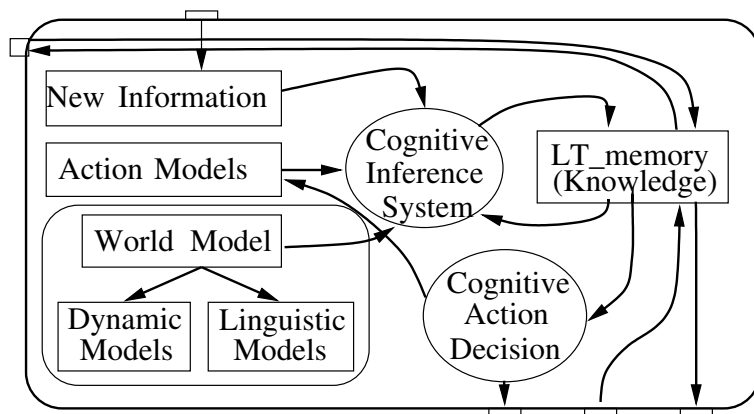 New Information
Action Models
World Model
Dynamic
Models
Linguistic
Models
Cognitive
Inference
System
LT_memory
(Knowledge)
Cognitive
Action
Decision